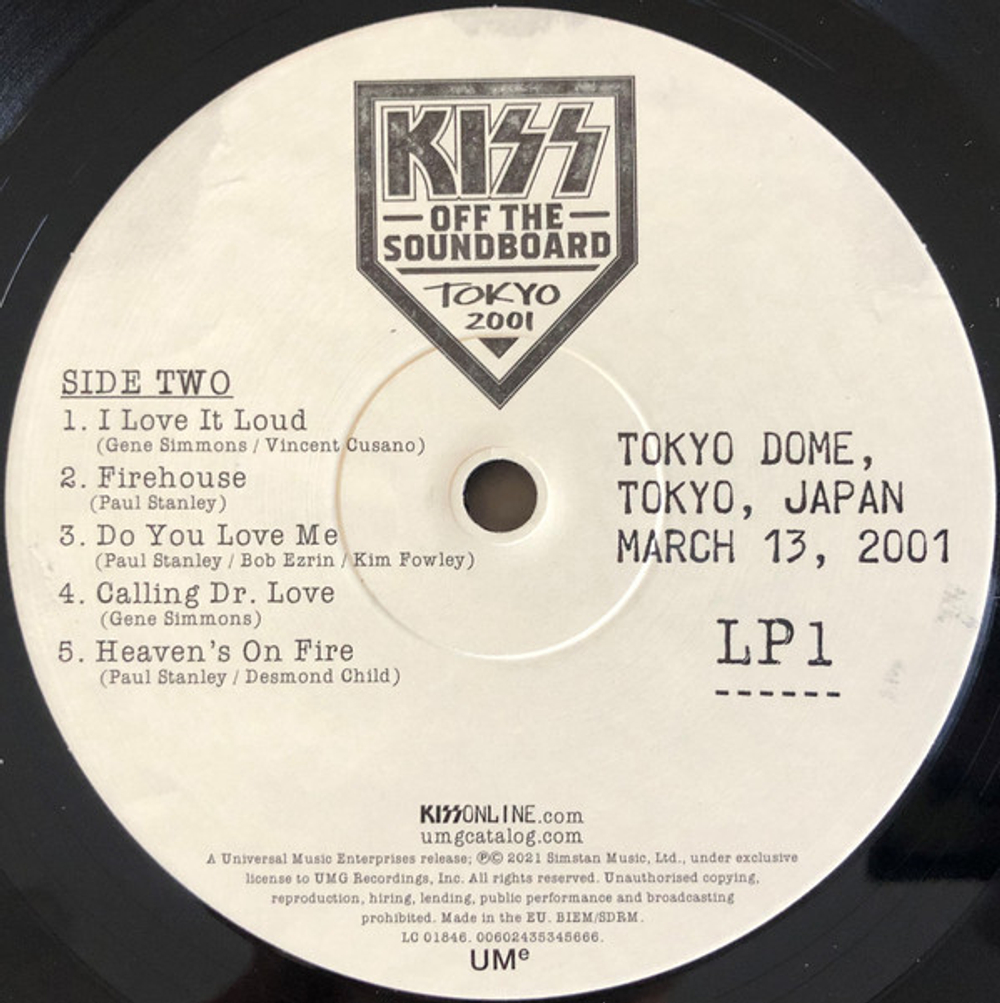 KISS
OFF THE
SOUNDBOARD
TOKYO
2001
SIDE TWO
1. I Love It Loud
(Gene Simmons / Vincent Cusano)
2. Firehouse
(Paul Stanley)
3. Do You Love Me
(Paul Stanley / Bob Ezrin / Kim Fowley)
4. Calling Dr. Love
(Gene Simmons)
5. Heaven's On Fire
(Paul Stanley / Desmond Child)
TOKYO DOME,
TOKYO, JAPAN
MARCH 13, 2001
LP1
------
KISSONLINE.com
umgcatalog.com
A Universal Music Enterprises release; ℗© 2021 Simstan Music, Ltd., under exclusive
license to UMG Recordings, Inc. All rights reserved. Unauthorised copying,
reproduction, hiring, lending, public performance and broadcasting
prohibited. Made in the EU. BIEM/SDRM.
LC 01846. 00602435345666.
UMe